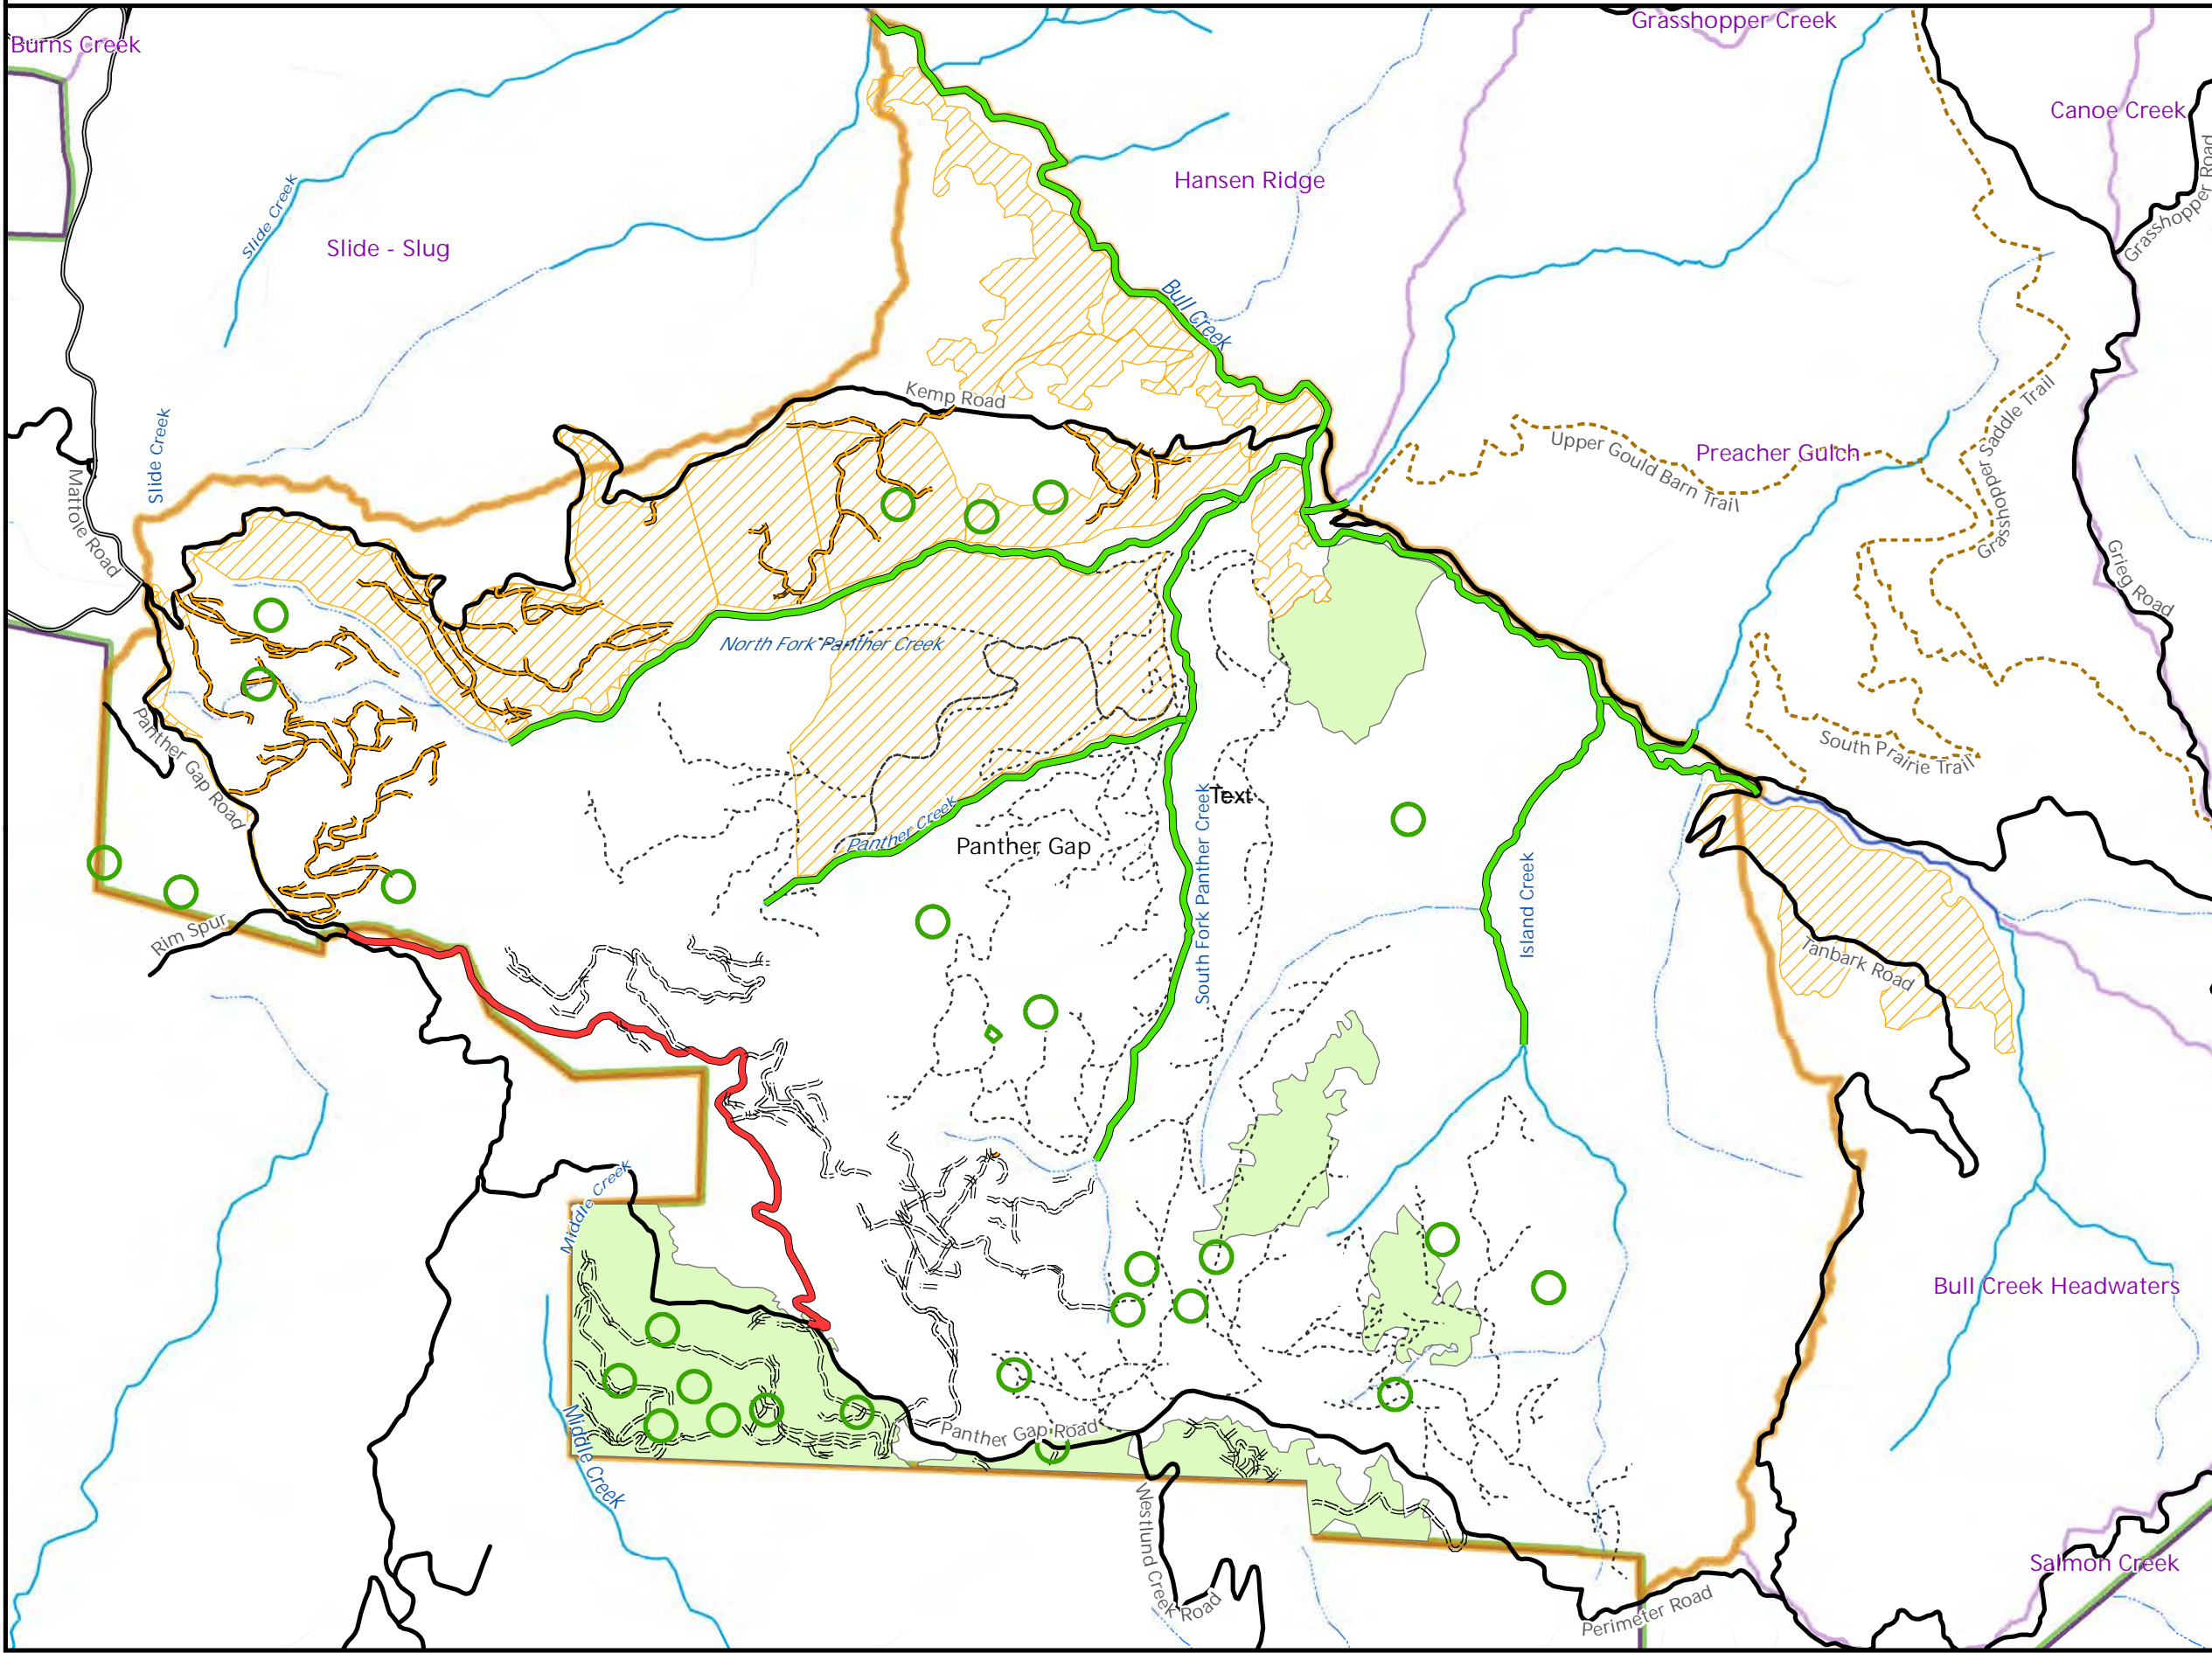 Grasshopper Creek
Burns Creek
Canoe Creek
Grasshopper Road
Hansen Ridge
Slide Creek
Slide - Slug
Bull Creek
Kemp Road
Grasshopper Saddle Trail
Slide Creek
Upper Gould Barn Trail
Preacher Gulch
Mattole Road
Grieg Road
North Fork Panther Creek
Panther Gap Road
South Prairie Trail
Text
Panther Creek
Panther Gap
South Fork Panther Creek
Island Creek
Rim Spur
Tanbark Road
Middle Creek
Bull Creek Headwaters
Middle Creek
Panther Gap Road
Middle Creek
Westlund Creek Road
Salmon Creek
Perimeter Road